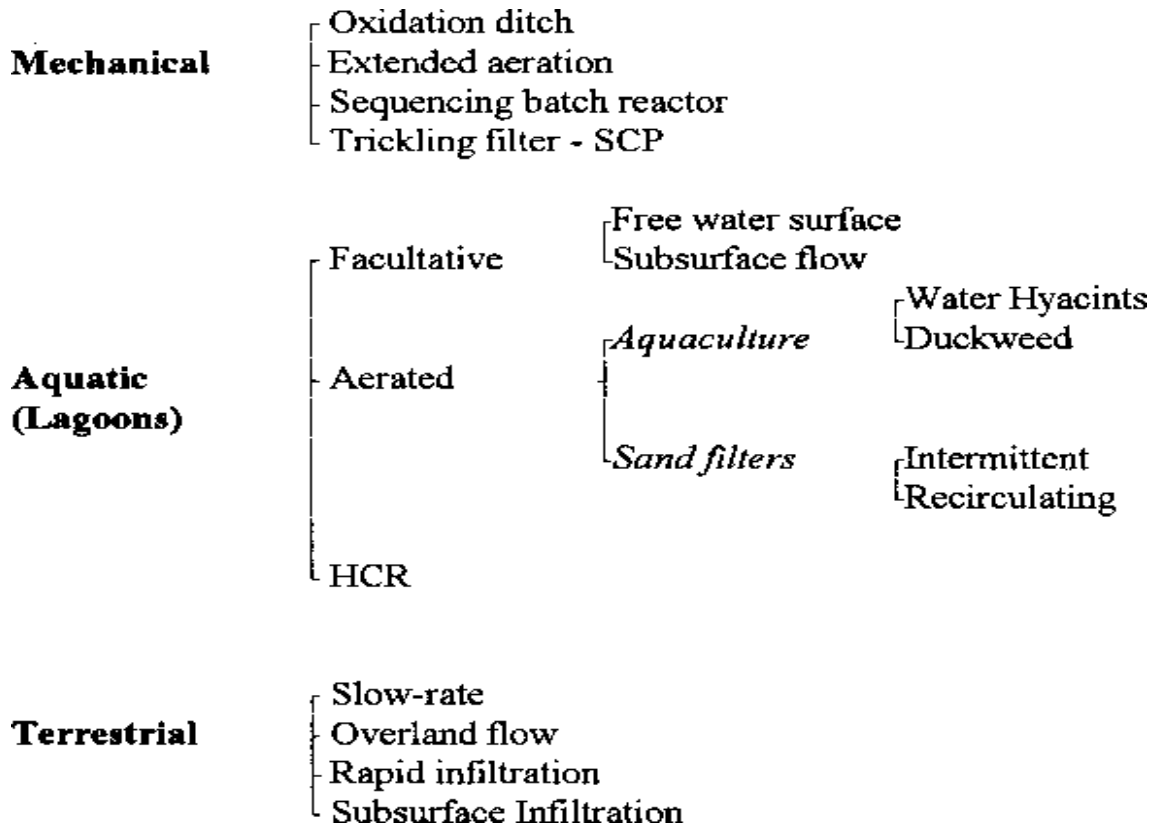 Mechanical
Oxidation ditch
Extended aeration
Sequencing batch reactor
Trickling filter - SCP
Aquatic
(Lagoons)
Facultative
Free water surface
Subsurface flow
Aerated
Aquaculture
Water Hyacints
Duckweed
Sand filters
Intermittent
Recirculating
HCR
Terrestrial
Slow-rate
Overland flow
Rapid infiltration
Subsurface Infiltration